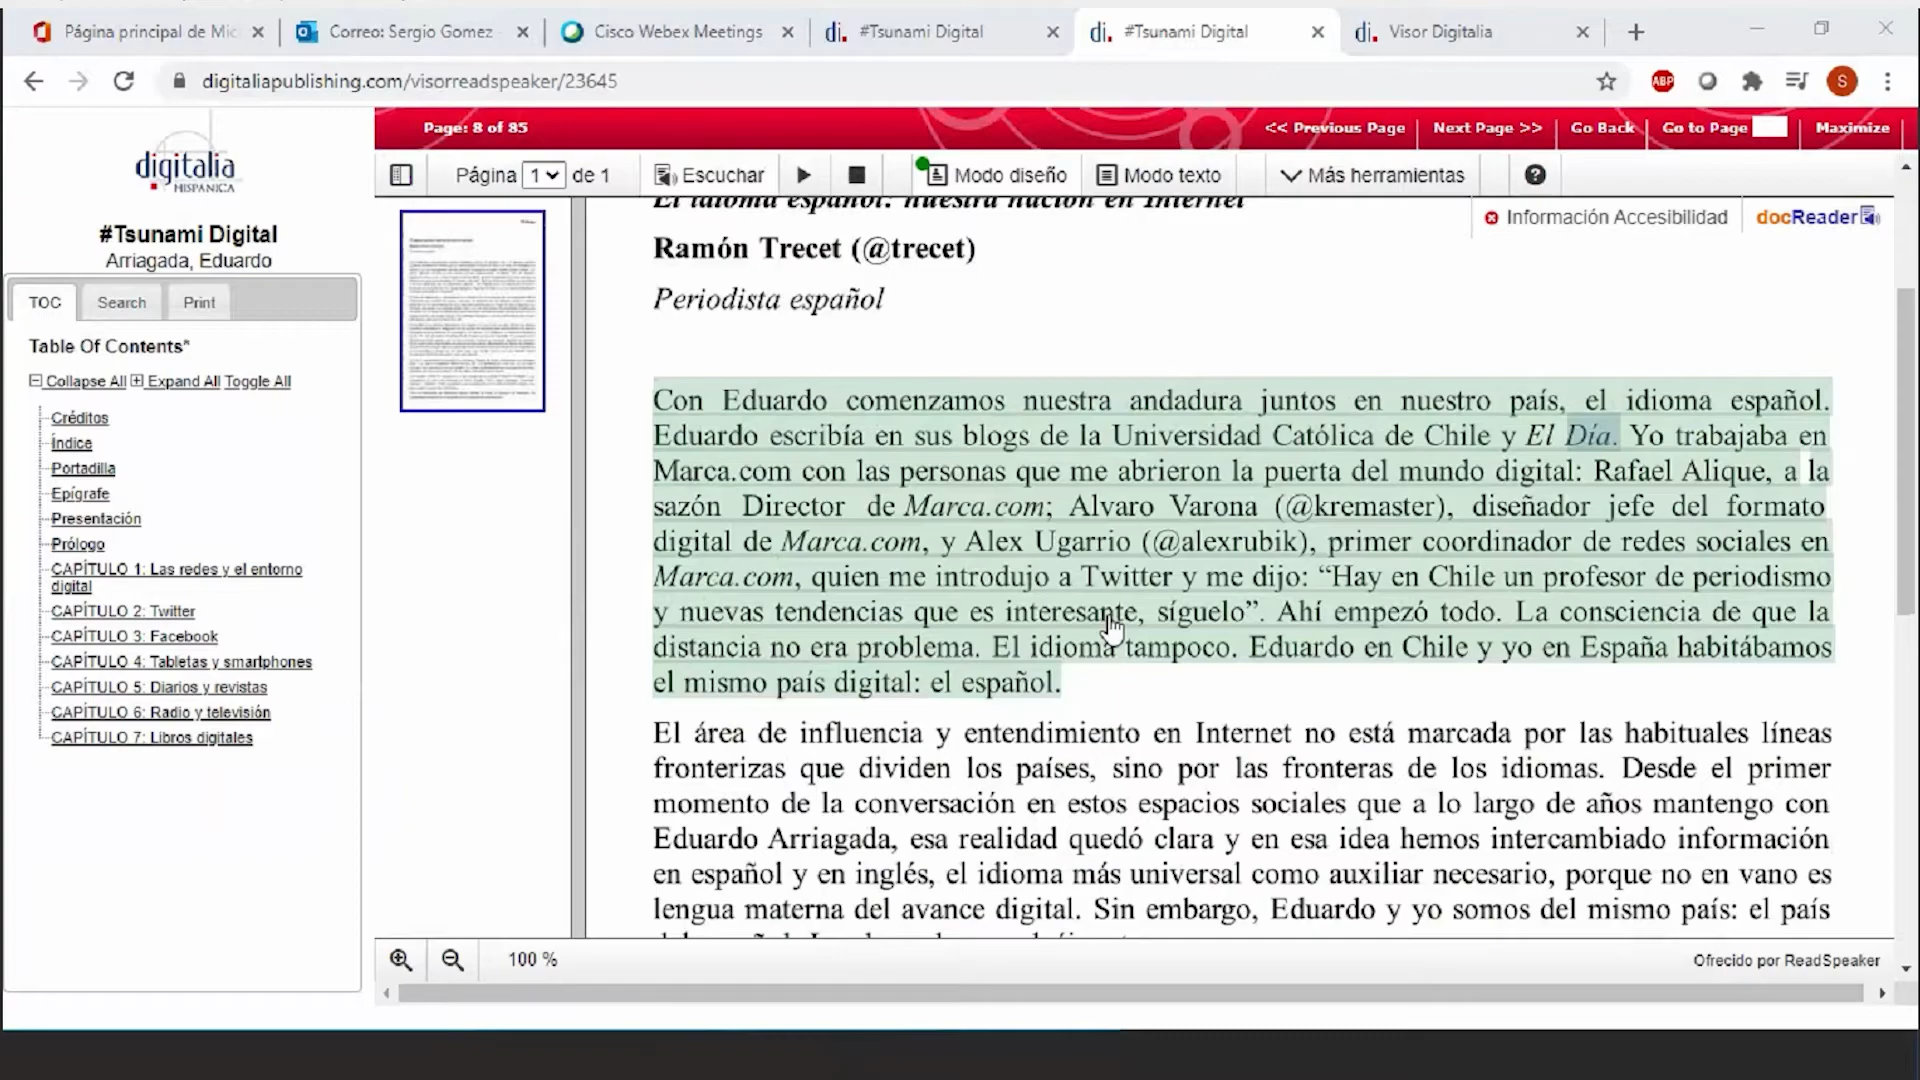 Página principal de Mic
Correo: Sergio Gomez
Cisco Webex Meetings
di. #Tsunami Digital
di. #Tsunami Digital
di. Visor Digitalia
digitaliapublishing.com/visorreadspeaker/23645
ABP
S
digitalia
HISPANICA
#Tsunami Digital
Arriagada, Eduardo
TOC Search Print
Table Of Contents*
Collapse All Expand All Toggle All
Créditos
Índice
Portadilla
Epígrafe
Presentación
Prólogo
CAPÍTULO 1: Las redes y el entorno
digital
CAPÍTULO 2: Twitter
CAPÍTULO 3: Facebook
CAPÍTULO 4: Tabletas y smartphones
CAPÍTULO 5: Diarios y revistas
CAPÍTULO 6: Radio y televisión
CAPÍTULO 7: Libros digitales
Page: 8 of 85
<< Previous Page Next Page >> Go Back Go to Page Maximize
Página 1 de 1 Escuchar Modo diseño Modo texto Más herramientas ?
Información Accesibilidad docReader
El idioma español: nuestra nación en Internet
Ramón Trecet (@trecet)
Periodista español
Con Eduardo comenzamos nuestra andadura juntos en nuestro país, el idioma español.
Eduardo escribía en sus blogs de la Universidad Católica de Chile y El Día. Yo trabajaba en
Marca.com con las personas que me abrieron la puerta del mundo digital: Rafael Alique, a la
sazón Director de Marca.com; Alvaro Varona (@kremaster), diseñador jefe del formato
digital de Marca.com, y Alex Ugarrio (@alexrubik), primer coordinador de redes sociales en
Marca.com, quien me introdujo a Twitter y me dijo: “Hay en Chile un profesor de periodismo
y nuevas tendencias que es interesante, síguelo”. Ahí empezó todo. La consciencia de que la
distancia no era problema. El idioma tampoco. Eduardo en Chile y yo en España habitábamos
el mismo país digital: el español.
El área de influencia y entendimiento en Internet no está marcada por las habituales líneas
fronterizas que dividen los países, sino por las fronteras de los idiomas. Desde el primer
momento de la conversación en estos espacios sociales que a lo largo de años mantengo con
Eduardo Arriagada, esa realidad quedó clara y en esa idea hemos intercambiado información
en español y en inglés, el idioma más universal como auxiliar necesario, porque no en vano es
lengua materna del avance digital. Sin embargo, Eduardo y yo somos del mismo país: el país
100 %
Ofrecido por ReadSpeaker